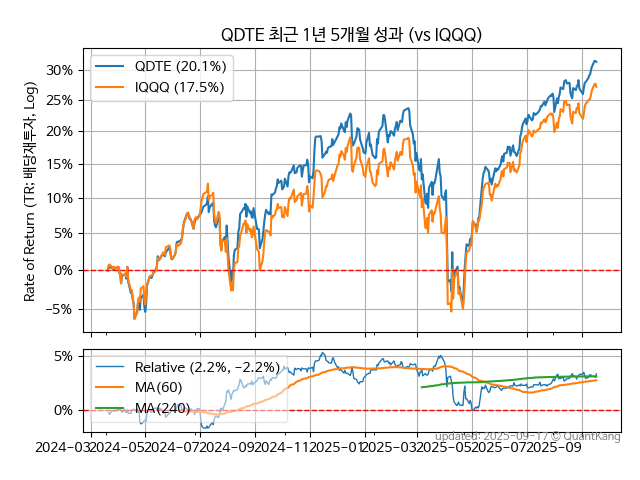 QDTE 최근 1년 5개월 성과 (vs IQQQ)
QDTE (20.1%)
IQQQ (17.5%)
Rate of Return (TR: 배당재투자, Log)
30%
25%
20%
15%
10%
5%
0%
−5%
Relative (2.2%, −2.2%)
MA(60)
MA(240)
5%
0%
2024-03 2024-05 2024-07 2024-09 2024-11 2025-01 2025-03 2025-05 2025-07 2025-09
updated: 2025-09-17 © QuantKang